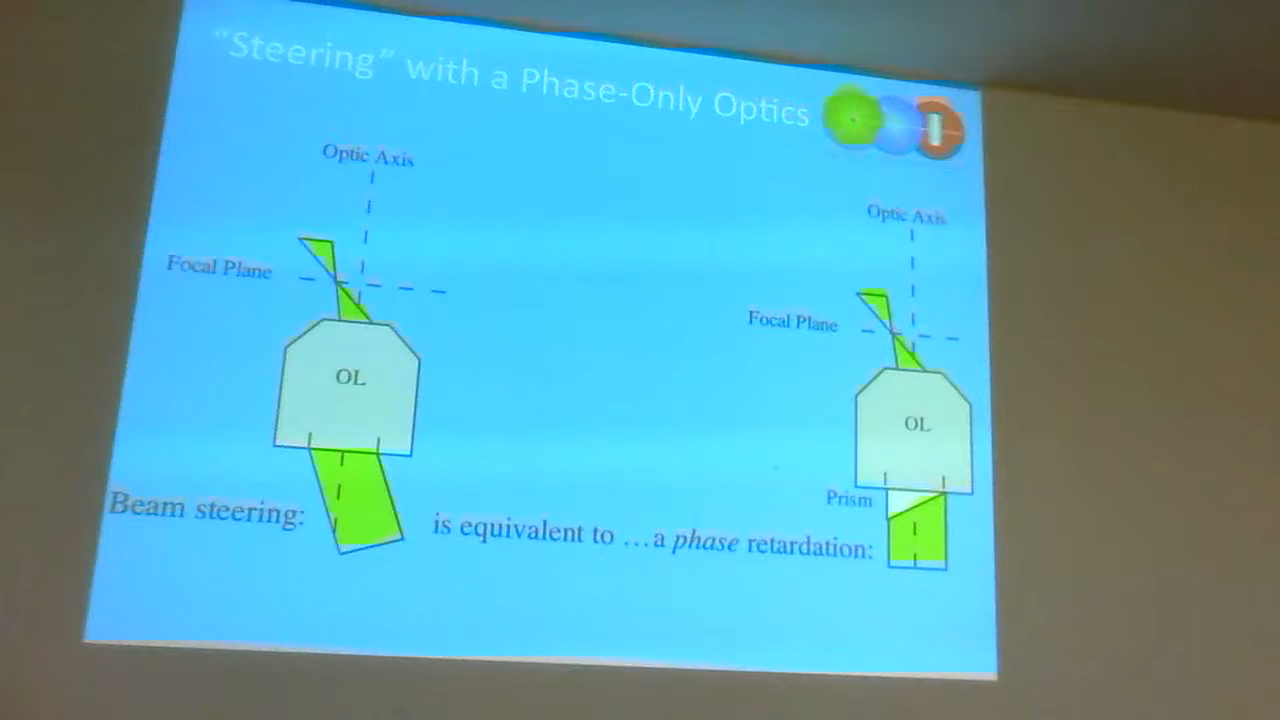 “Steering” with a Phase-Only Optics
Optic Axis
Focal Plane
OL
Beam steering:
is equivalent to ...a phase retardation:
Optic Axis
Focal Plane
OL
Prism